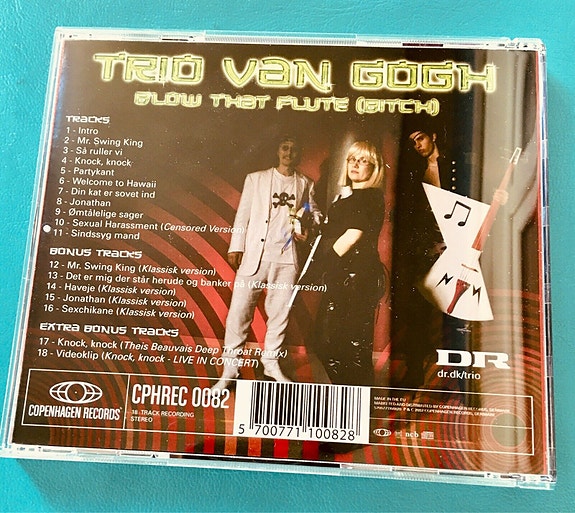 TRIO VAN GOGH
BLOW THAT FLUTE (BITCH)
TRACKS
1 - Intro
2 - Mr. Swing King
3 - Så ruller vi
4 - Knock, knock
5 - Partykant
6 - Welcome to Hawaii
7 - Din kat er sovet ind
8 - Jonathan
9 - Ømtålelige sager
10 - Sexual Harassment (Censored Version)
11 - Sindssyg mand
BONUS TRACKS
12 - Mr. Swing King (Klassisk version)
13 - Det er mig der står herude og banker på (Klassisk version)
14 - Haveje (Klassisk version)
15 - Jonathan (Klassisk version)
16 - Sexchikane (Klassisk version)
EXTRA BONUS TRACKS
17 - Knock, knock (Theis Beauvais Deep Throat Remix)
18 - Videoklip (Knock, knock - LIVE IN CONCERT)
DR
dr.dk/trio
COPENHAGEN RECORDS
CPHREC 0082
18 - TRACK RECORDING
STEREO
5 700771 100828
MADE IN THE EU
ncb